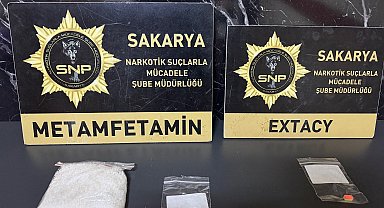 SAKARYA
NARKOTİK SUÇLARLA
MÜCADELE
ŞUBE MÜDÜRLÜĞÜ
SNP
METAMFETAMİN
SAKARYA
NARKOTİK SUÇLARLA
MÜCADELE
ŞUBE MÜDÜRLÜĞÜ
SNP
EXTACY